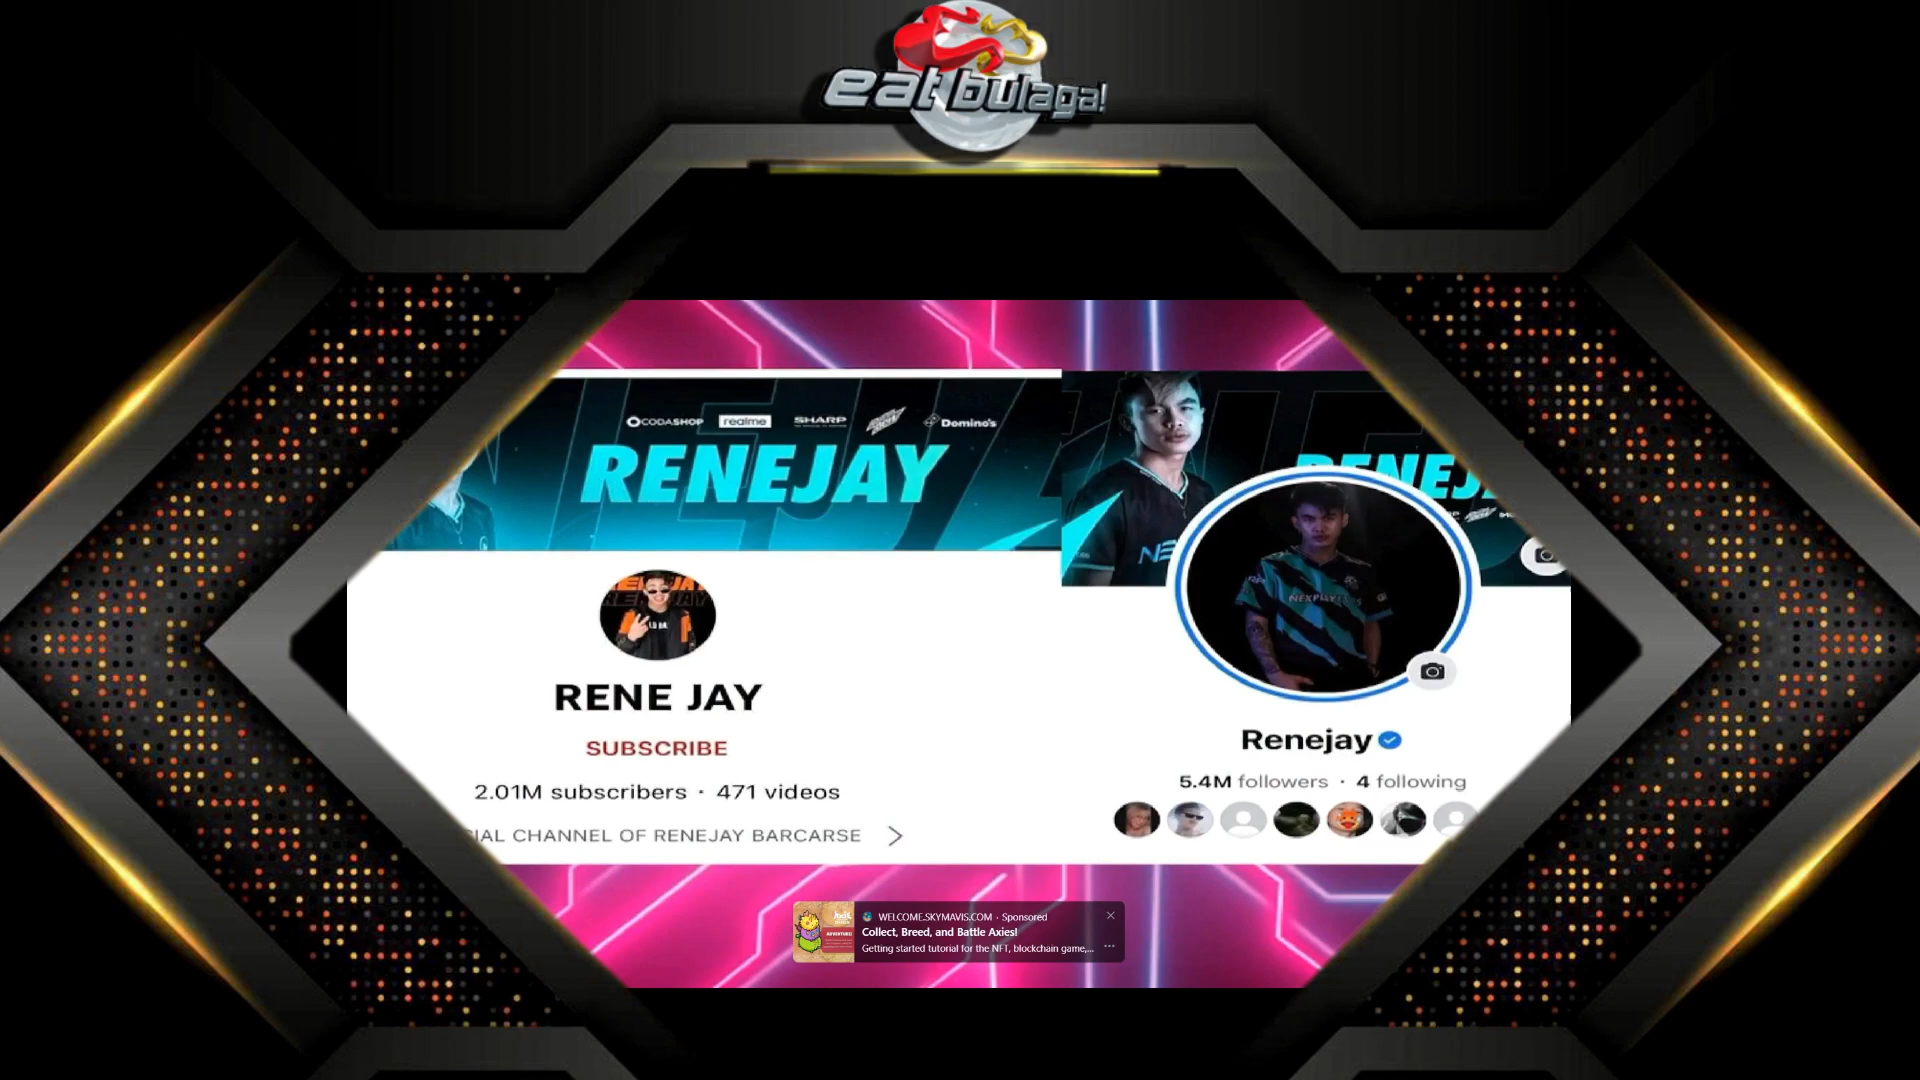 eat bulaga!
CODASHOP realme SHARP Domino's
RENEJAY
RENEJ
NEXPLAY
RENE JAY
SUBSCRIBE
2.01M subscribers · 471 videos
IAL CHANNEL OF RENEJAY BARCARSE
Renejay
5.4M followers · 4 following
WELCOME.SKYMAVIS.COM · Sponsored
Collect, Breed, and Battle Axies!
Getting started tutorial for the NFT, blockchain game,...